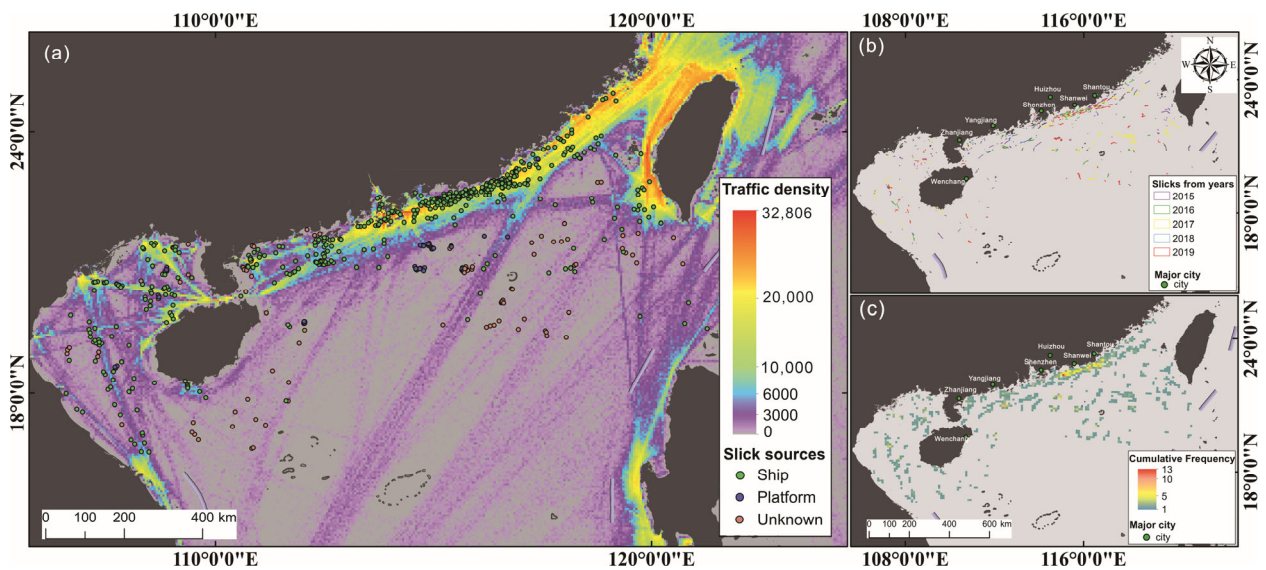 110°0'0"E
120°0'0"E
108°0'0"E
116°0'0"E
(a)
24°0'0"N
18°0'0"N
Traffic density
32,806
20,000
10,000
6000
3000
0
Slick sources
Ship
Platform
Unknown
0 100 200 400 km
110°0'0"E
120°0'0"E
(b)
N
W E
S
Huizhou
Shantou
Shanwei
Shenzhen
Yangjiang
Zhanjiang
Wenchang
Slicks from years
2015
2016
2017
2018
2019
Major city
city
24°0'0"N
18°0'0"N
(c)
Huizhou
Shantou
Shanwei
Shenzhen
Yangjiang
Zhanjiang
Wenchang
Cumulative Frequency
13
10
5
1
Major city
city
0 100 200 400 600 km
24°0'0"N
18°0'0"N
108°0'0"E
116°0'0"E